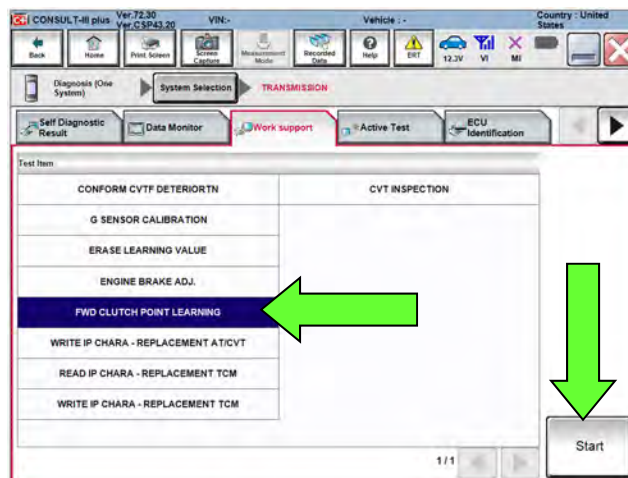 CONSULT-III plus Ver.72.30 VIN:- Vehicle : - Country : United
Ver.CSP43.20 States
Back Home Print Screen Screen Capture Measurement Mode Recorded Data Help ERT 12.3V VI MI
Diagnosis (One System) System Selection TRANSMISSION
Self Diagnostic Result Data Monitor Work support Active Test ECU Identification
Test Item
CONFORM CVTF DETERIORTN CVT INSPECTION
G SENSOR CALIBRATION
ERASE LEARNING VALUE
ENGINE BRAKE ADJ.
FWD CLUTCH POINT LEARNING
WRITE IP CHARA - REPLACEMENT AT/CVT
READ IP CHARA - REPLACEMENT TCM
WRITE IP CHARA - REPLACEMENT TCM
Start
1/1